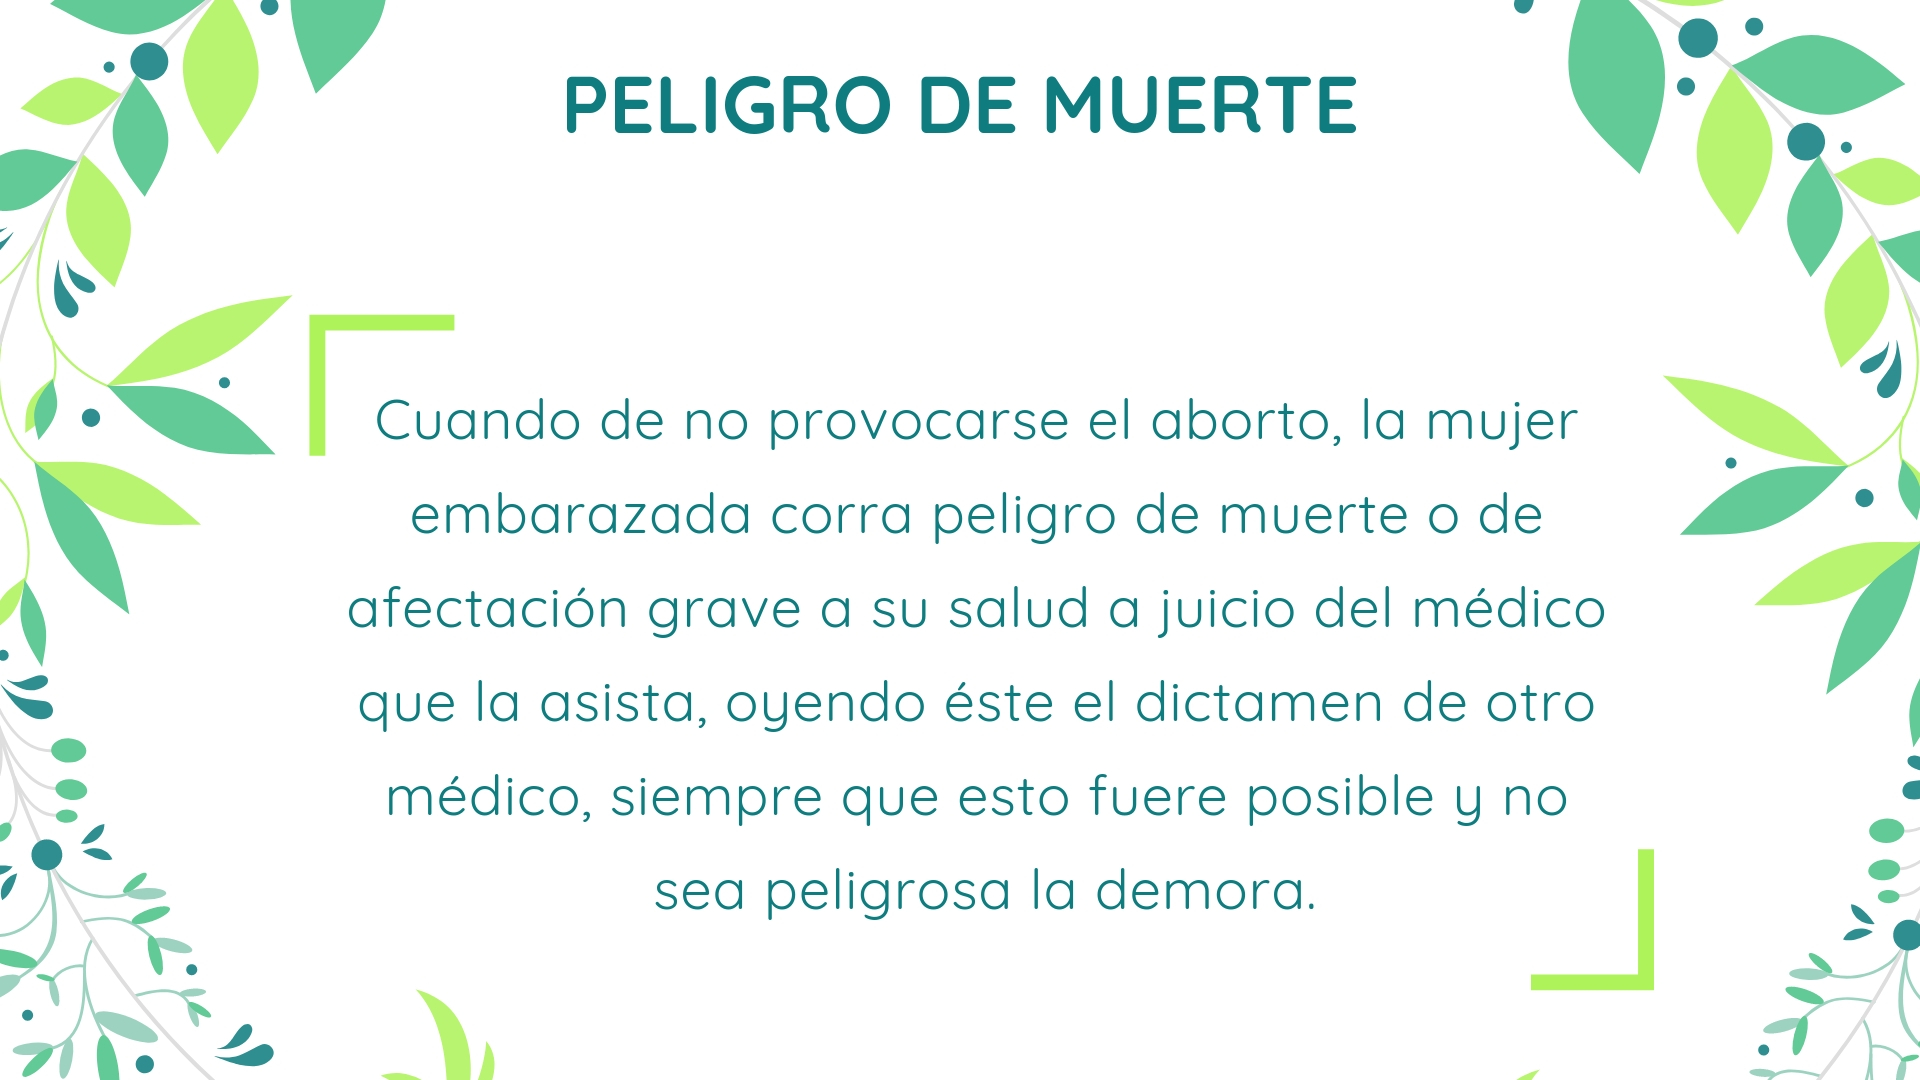 PELIGRO DE MUERTE
Cuando de no provocarse el aborto, la mujer
embarazada corra peligro de muerte o de
afectación grave a su salud a juicio del médico
que la asista, oyendo éste el dictamen de otro
médico, siempre que esto fuere posible y no
sea peligrosa la demora.